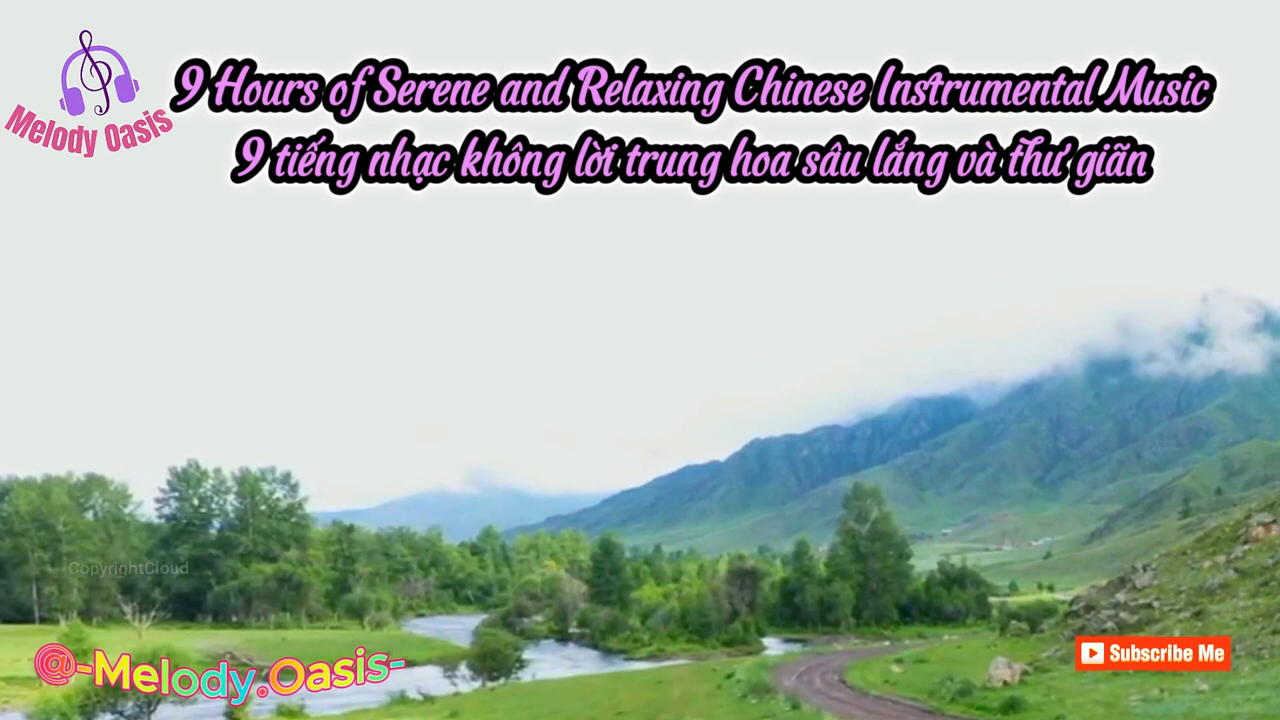 Melody Oasis
9 Hours of Serene and Relaxing Chinese Instrumental Music
9 tiếng nhạc không lời trung hoa sâu lắng và thư giãn
CopyrightCloud
@-Melody.Oasis-
Subscribe Me